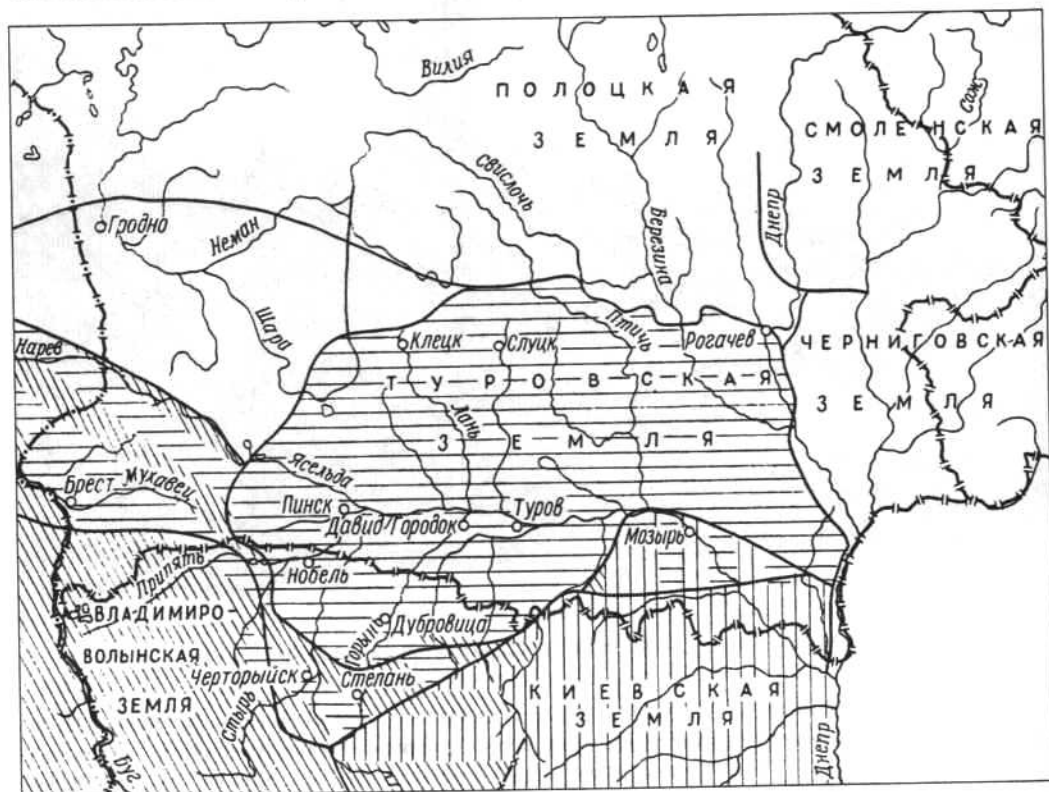 Вилия
ПОЛОЦКАЯ
ЗЕМЛЯ
Сож
СМОЛЕНСКАЯ
ЗЕМЛЯ
Свислочь
Березина
Днепр
Гродно
Неман
Щара
Птичь
Нарев
Клецк
Слуцк
Рогачев
ЧЕРНИГОВСКАЯ
ЗЕМЛЯ
ТУРОВСКАЯ
ЗЕМЛЯ
Лань
Ясельда
Брест
Мухавец
Пинск
Давид/Городок
Туров
Мозырь
Припять
Нобель
ВЛАДИМИРО-
ВОЛЫНСКАЯ
ЗЕМЛЯ
Дубровица
Горынь
Черторыйск
Степань
Стырь
КИЕВСКАЯ
ЗЕМЛЯ
Буг
Днепр